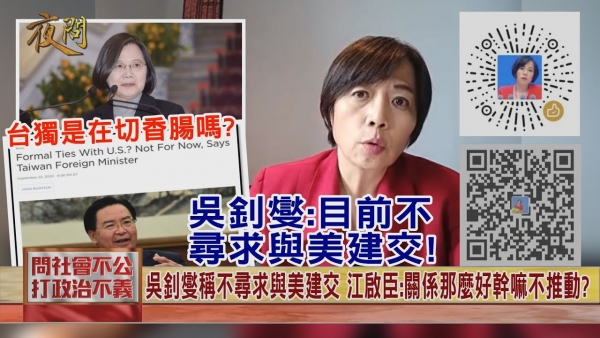 夜問
台獨是在切香腸嗎?
Formal Ties With U.S.? Not For Now, Says
Taiwan Foreign Minister
吳釗燮:目前不
尋求與美建交!
問社會不公
打政治不義
吳釗燮稱不尋求與美建交 江啟臣:關係那麼好幹嘛不推動?